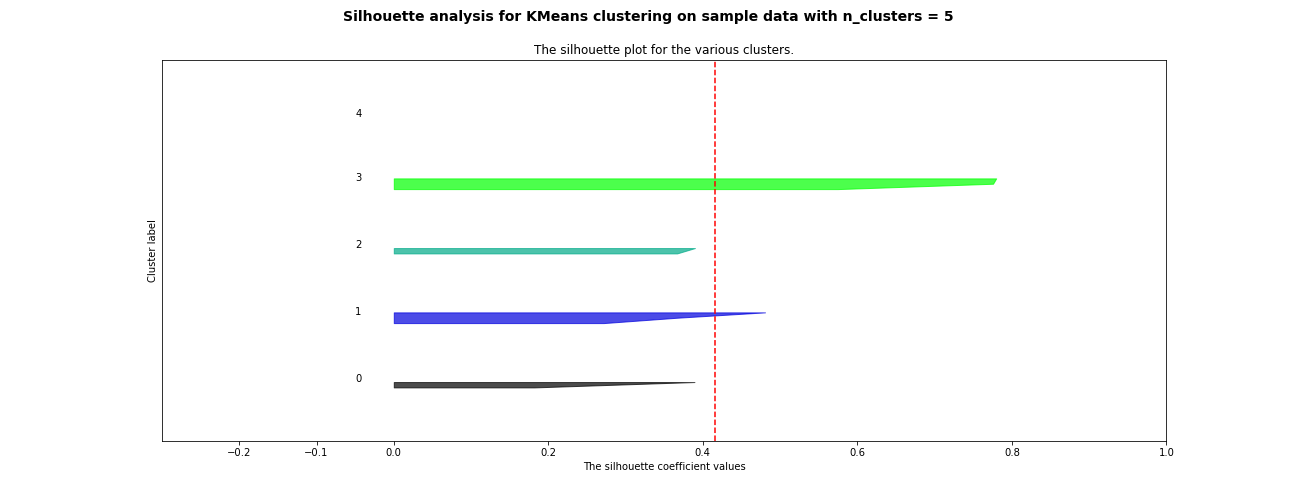 Silhouette analysis for KMeans clustering on sample data with n_clusters = 5
The silhouette plot for the various clusters.
4
3
2
1
0
Cluster label
−0.2 −0.1 0.0 0.2 0.4 0.6 0.8 1.0
The silhouette coefficient values